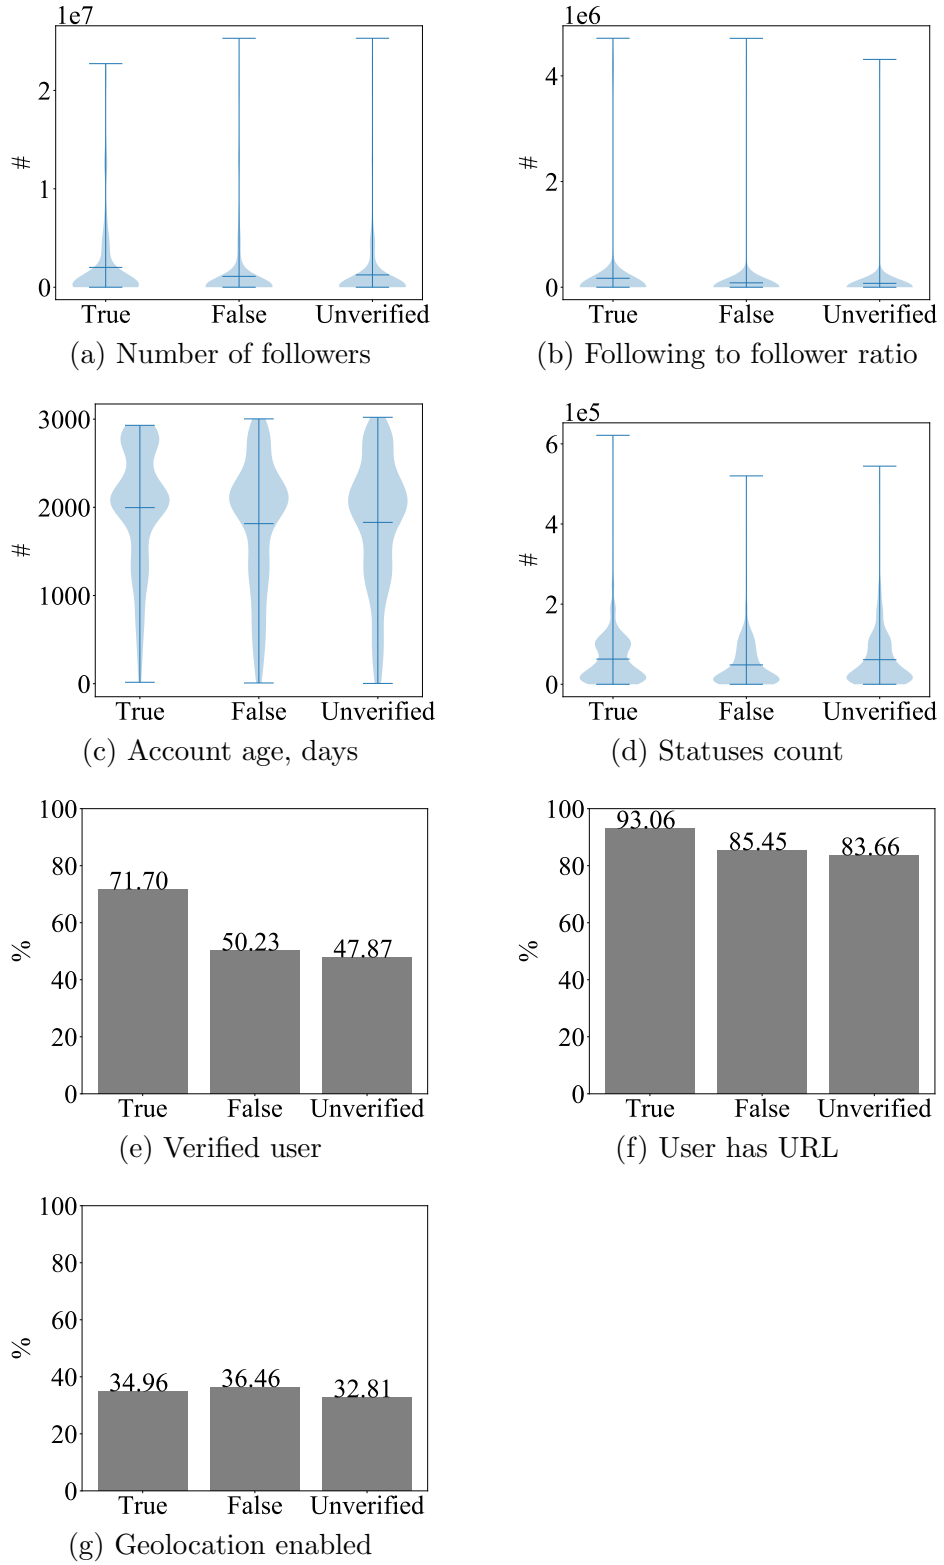 1e7
2
1
0
#
True False Unverified
(a) Number of followers
1e6
4
2
0
#
True False Unverified
(b) Following to follower ratio
3000
2000
1000
0
#
True False Unverified
(c) Account age, days
1e5
6
4
2
0
#
True False Unverified
(d) Statuses count
100
80
60
40
20
0
%
71.70
50.23
47.87
True False Unverified
(e) Verified user
100
80
60
40
20
0
%
93.06
85.45
83.66
True False Unverified
(f) User has URL
100
80
60
40
20
0
%
34.96
36.46
32.81
True False Unverified
(g) Geolocation enabled